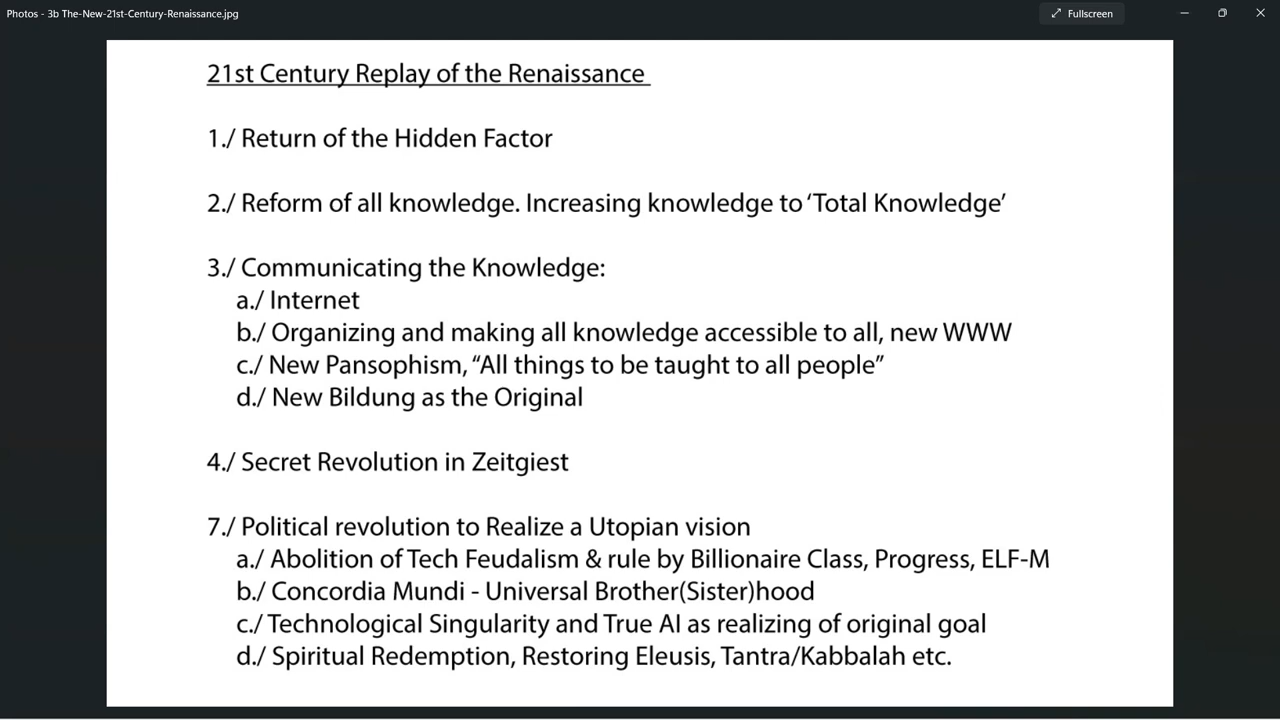 Photos - 3b The-New-21st-Century-Renaissance.jpg
Fullscreen
21st Century Replay of the Renaissance
1./ Return of the Hidden Factor
2./ Reform of all knowledge. Increasing knowledge to ‘Total Knowledge’
3./ Communicating the Knowledge:
a./ Internet
b./ Organizing and making all knowledge accessible to all, new WWW
c./ New Pansophism, “All things to be taught to all people”
d./ New Bildung as the Original
4./ Secret Revolution in Zeitgiest
7./ Political revolution to Realize a Utopian vision
a./ Abolition of Tech Feudalism & rule by Billionaire Class, Progress, ELF-M
b./ Concordia Mundi - Universal Brother(Sister)hood
c./ Technological Singularity and True AI as realizing of original goal
d./ Spiritual Redemption, Restoring Eleusis, Tantra/Kabbalah etc.